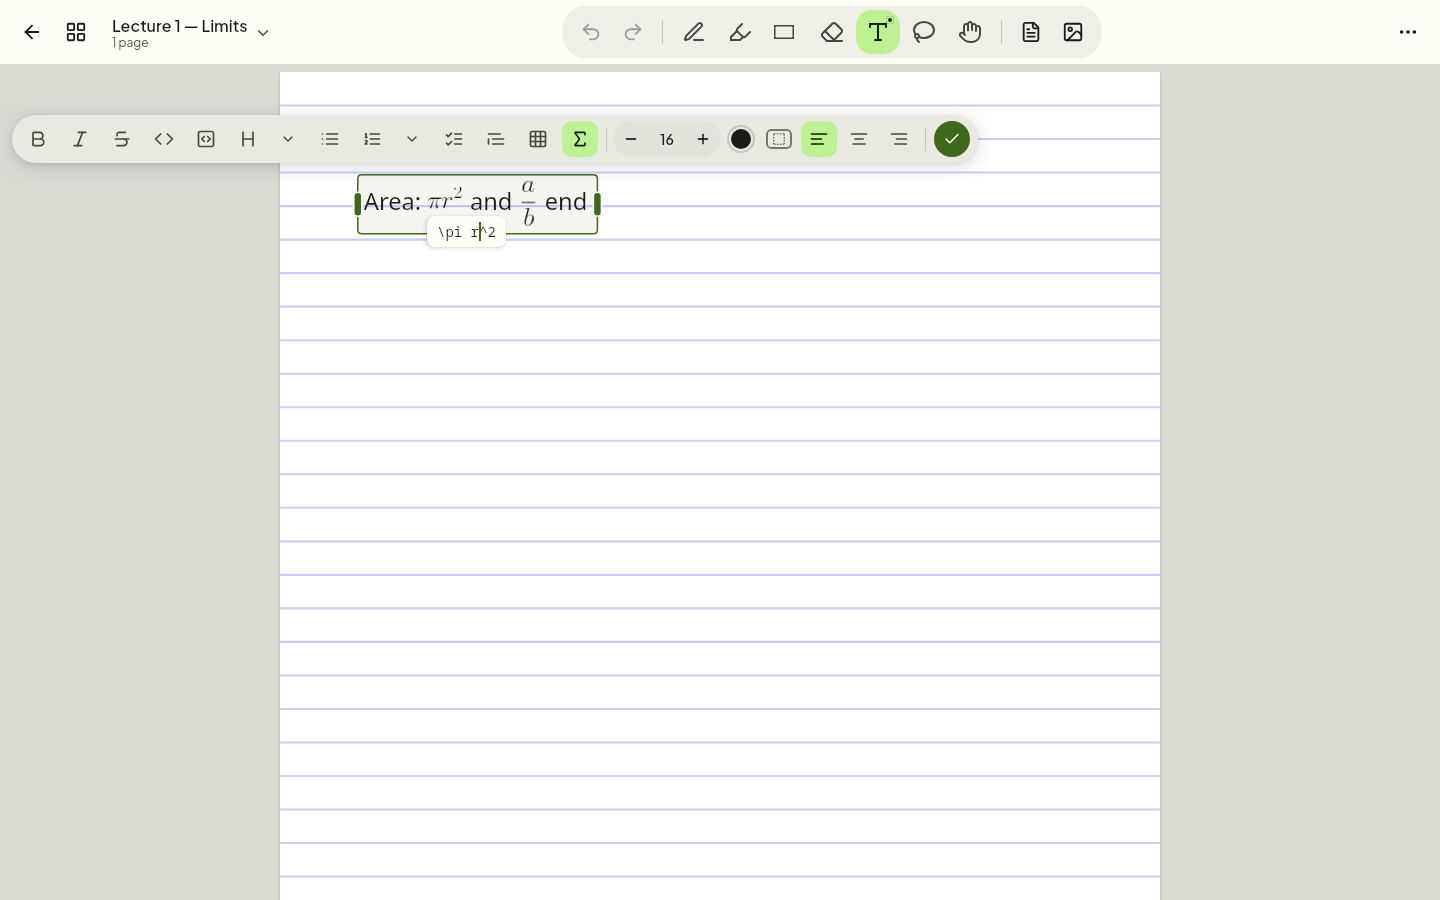 Lecture 1 — Limits
1 page
16
Area: πr² and a/b end
\pi r^2